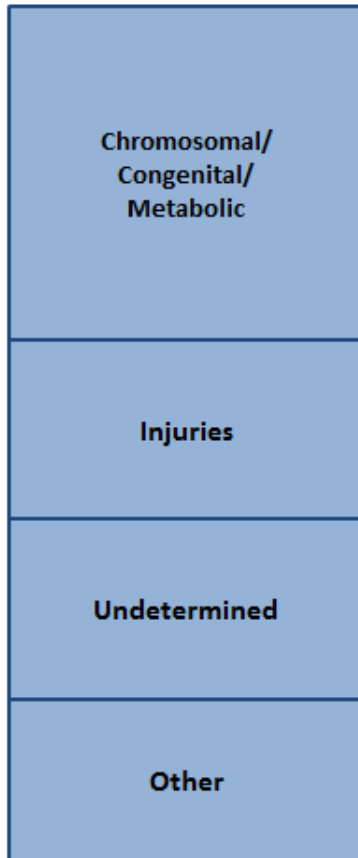 Chromosomal/
Congenital/
Metabolic
Injuries
Undetermined
Other